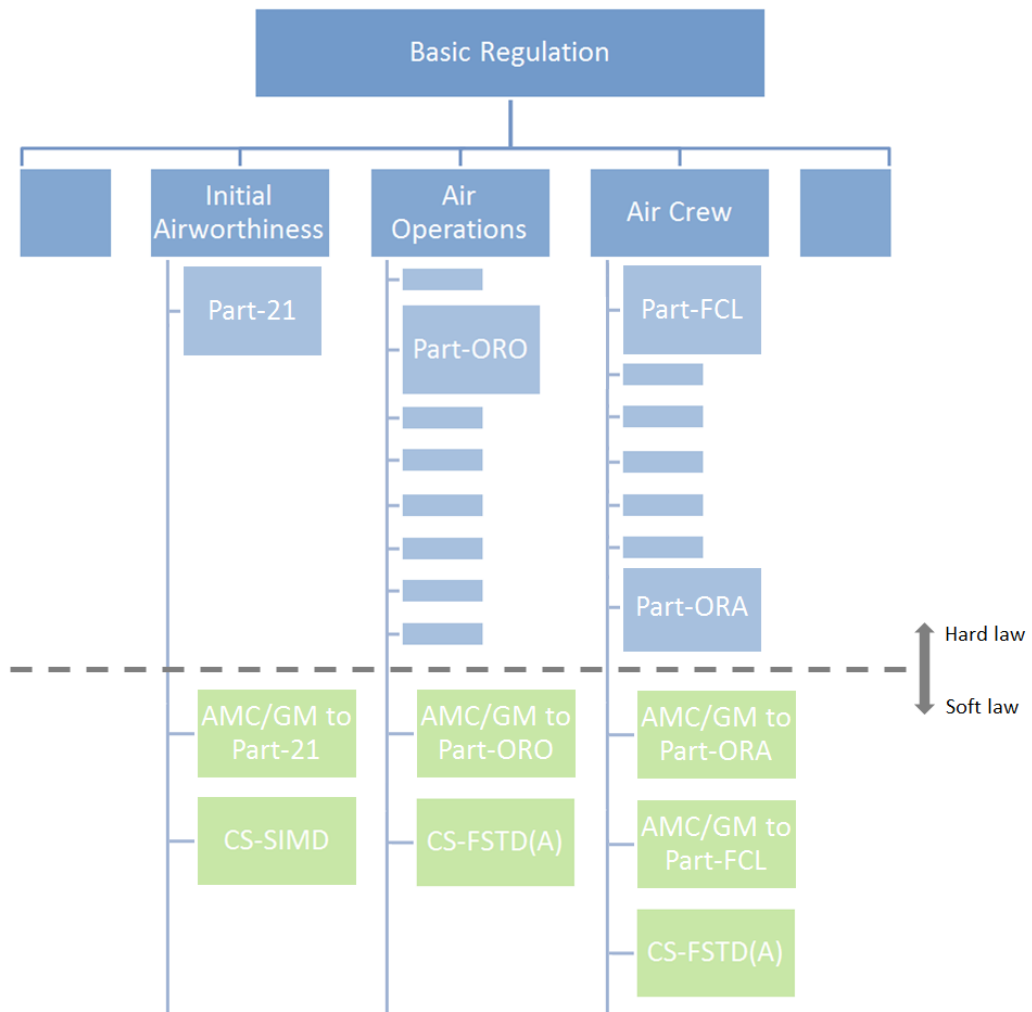 Basic Regulation
Initial
Airworthiness
Air
Operations
Air Crew
Part-21
Part-ORO
Part-FCL
Part-ORA
Hard law
Soft law
AMC/GM to
Part-21
AMC/GM to
Part-ORO
AMC/GM to
Part-ORA
CS-SIMD
CS-FSTD(A)
AMC/GM to
Part-FCL
CS-FSTD(A)